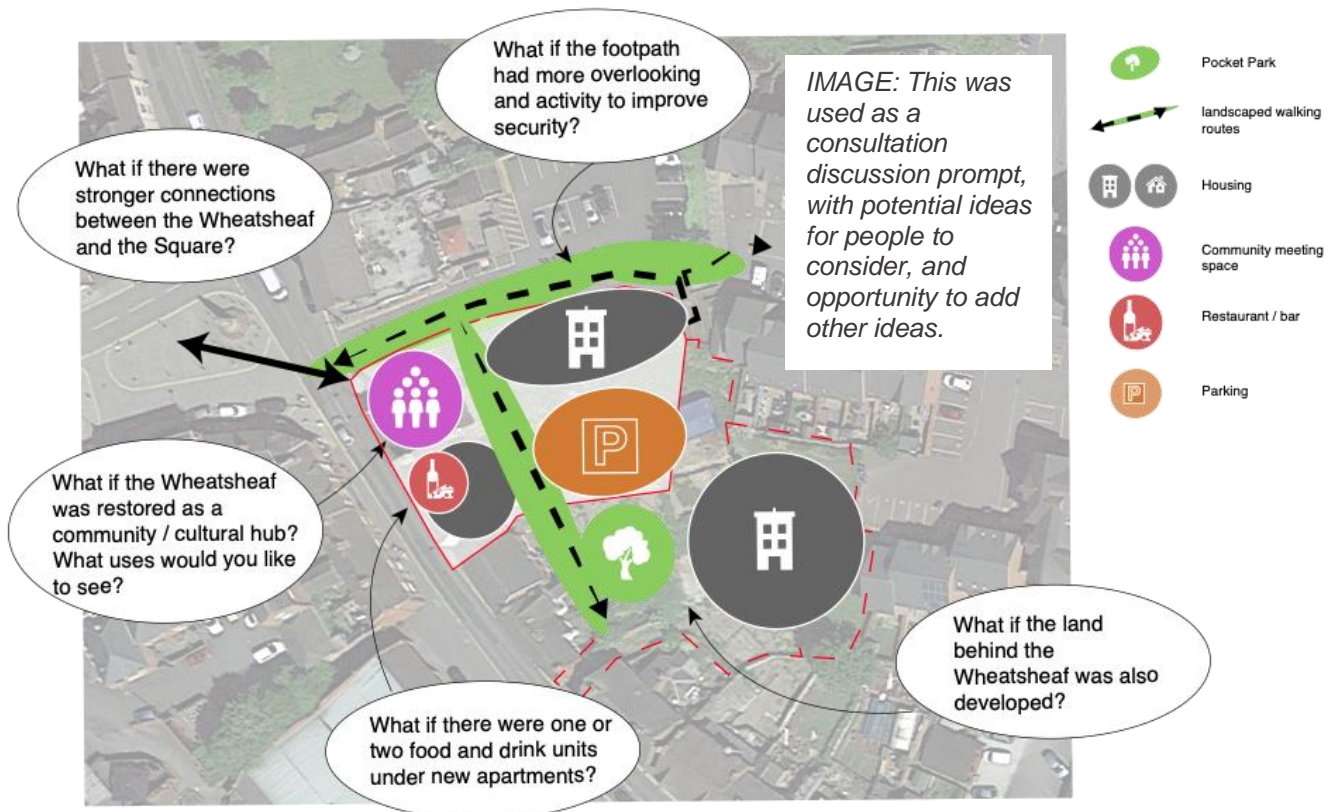 What if the footpath
had more overlooking
and activity to improve
security?
IMAGE: This was
used as a
consultation
discussion prompt,
with potential ideas
for people to
consider, and
opportunity to add
other ideas.
What if there were
stronger connections
between the Wheatsheaf
and the Square?
What if the Wheatsheaf
was restored as a
community / cultural hub?
What uses would you like
to see?
P
What if there were one or
two food and drink units
under new apartments?
What if the land
behind the
Wheatsheaf was also
developed?
Pocket Park
landscaped walking
routes
Housing
Community meeting
space
Restaurant / bar
P
Parking